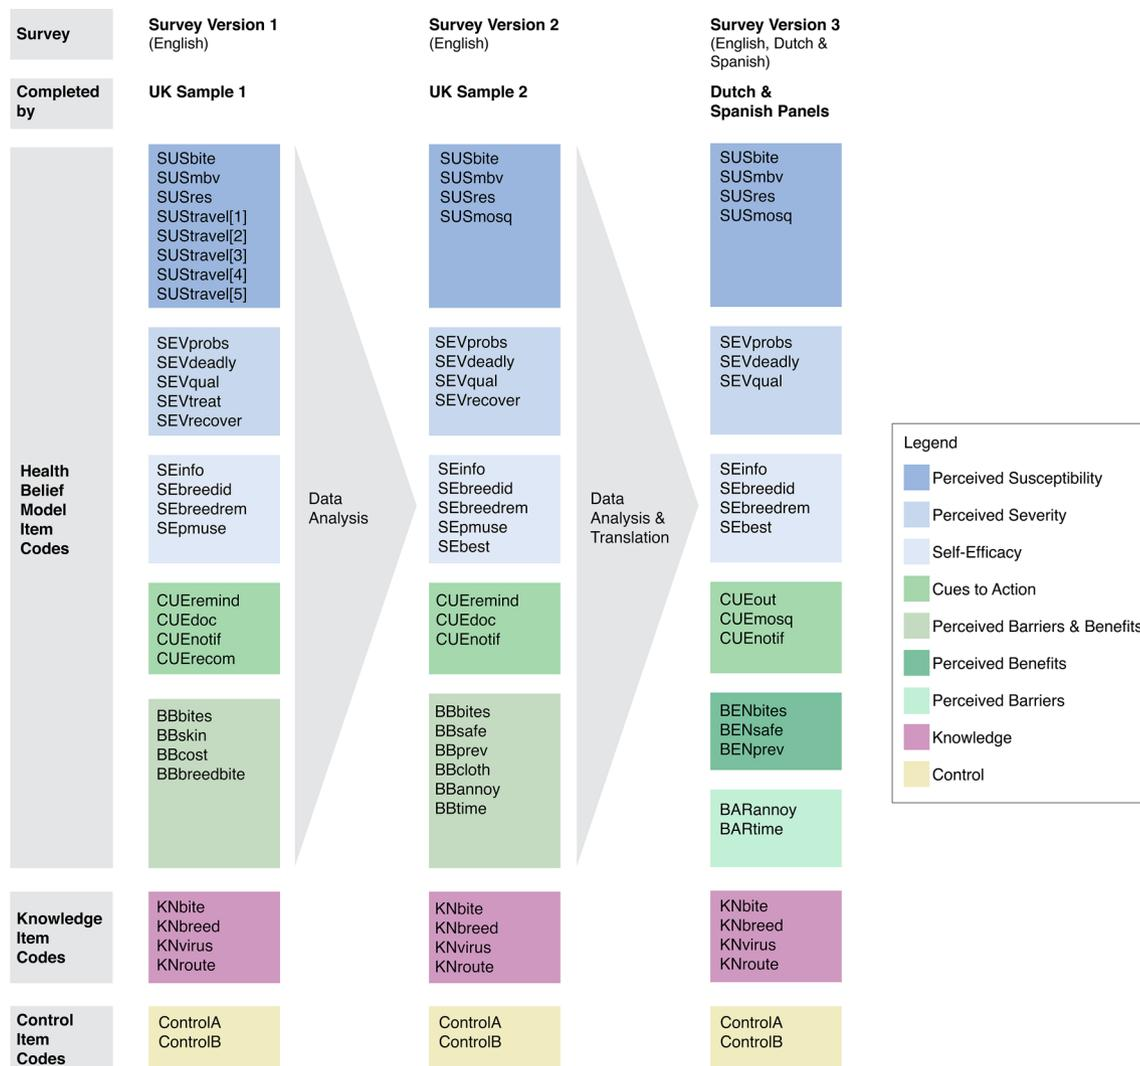 Survey
Survey Version 1
(English)
Survey Version 2
(English)
Survey Version 3
(English, Dutch &
Spanish)
Completed
by
UK Sample 1
UK Sample 2
Dutch &
Spanish Panels
Health
Belief
Model
Item
Codes
SUSbite
SUSmbv
SUSres
SUStravel[1]
SUStravel[2]
SUStravel[3]
SUStravel[4]
SUStravel[5]
SEVprobs
SEVdeadly
SEVqual
SEVtreat
SEVrecover
SEinfo
SEbreedid
SEbreedrem
SEpmuse
CUEremind
CUEdoc
CUEnotif
CUErecom
BBbites
BBskin
BBcost
BBbreedbite
Data
Analysis
SUSbite
SUSmbv
SUSres
SUSmosq
SEVprobs
SEVdeadly
SEVqual
SEVrecover
SEinfo
SEbreedid
SEbreedrem
SEpmuse
SEbest
CUEremind
CUEdoc
CUEnotif
BBbites
BBsafe
BBprev
BBcloth
BBannoy
BBtime
Data
Analysis &
Translation
SUSbite
SUSmbv
SUSres
SUSmosq
SEVprobs
SEVdeadly
SEVqual
SEinfo
SEbreedid
SEbreedrem
SEbest
CUEout
CUEmosq
CUEnotif
BENbites
BENsafe
BENprev
BARannoy
BARtime
Legend
Perceived Susceptibility
Perceived Severity
Self-Efficacy
Cues to Action
Perceived Barriers & Benefits
Perceived Benefits
Perceived Barriers
Knowledge
Control
Knowledge
Item
Codes
KNbite
KNbreed
KNvirus
KNroute
KNbite
KNbreed
KNvirus
KNroute
KNbite
KNbreed
KNvirus
KNroute
Control
Item
Codes
ControlA
ControlB
ControlA
ControlB
ControlA
ControlB